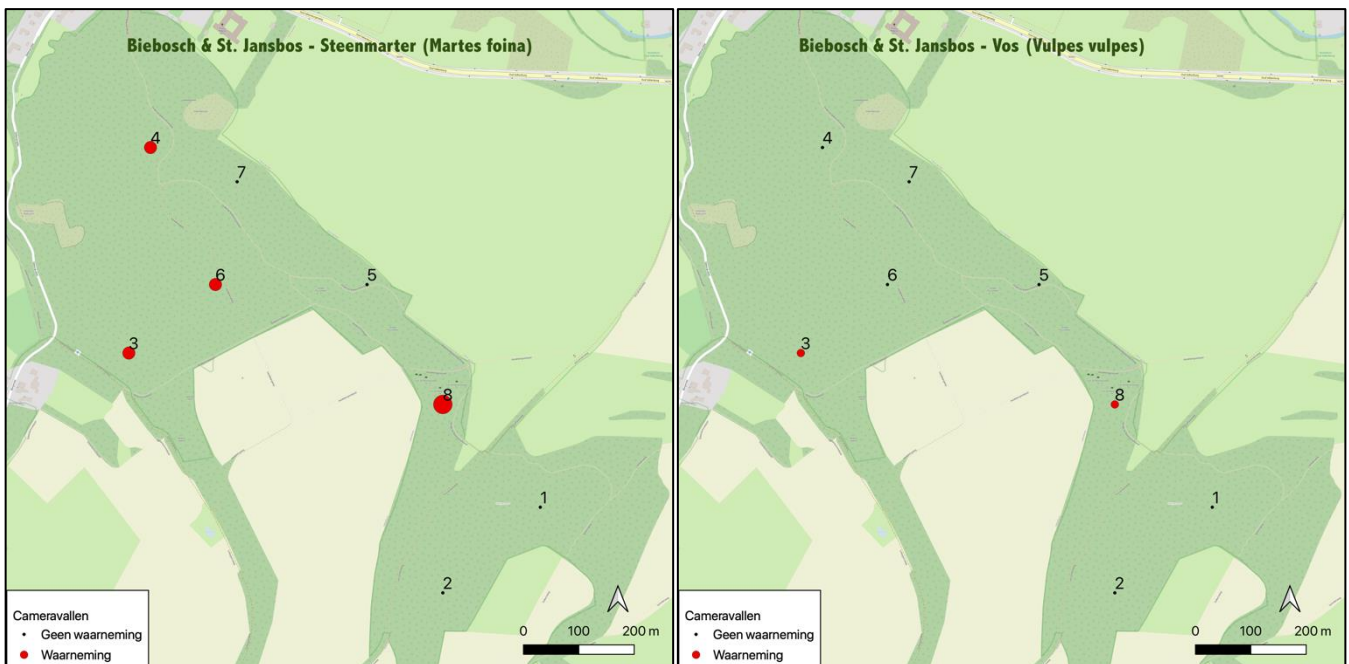 Biebosch & St. Jansbos - Steenmarter (Martes foina)
4
7
6
5
3
8
1
2
Cameravallen
Geen waarneming
Waarneming
0 100 200 m
Biebosch & St. Jansbos - Vos (Vulpes vulpes)
4
7
6
5
3
8
1
2
Cameravallen
Geen waarneming
Waarneming
0 100 200 m